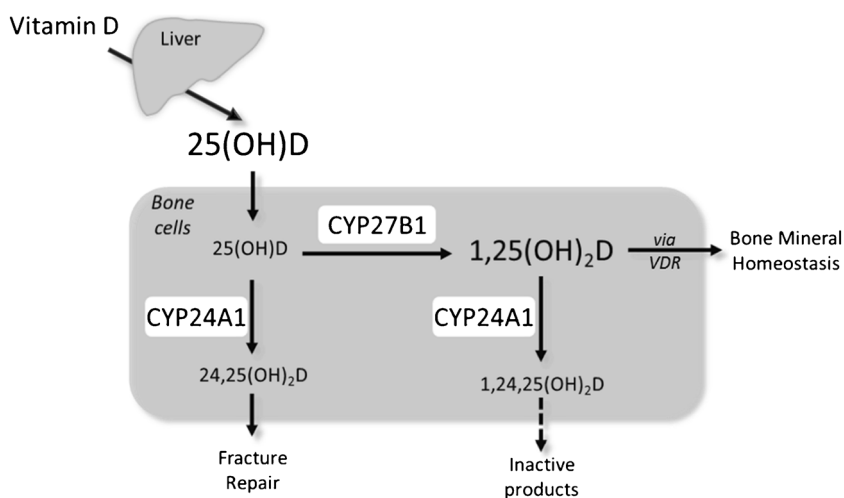 Vitamin D
Liver
25(OH)D
Bone
cells
CYP27B1
25(OH)D
1,25(OH)₂D
via
VDR
Bone Mineral
Homeostasis
CYP24A1
CYP24A1
24,25(OH)₂D
1,24,25(OH)₂D
Fracture
Repair
Inactive
products